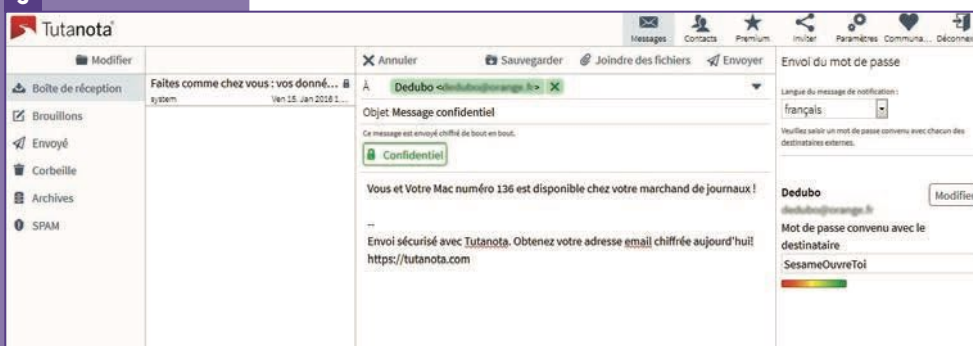 Tutanota
Messages
Contacts
Premium
Inviter
Paramètres
Communa...
Modifier
Boîte de réception
Brouillons
Envoyé
Corbeille
Archives
SPAM
Faites comme chez vous : vos donné...
system
Ven 15. Jan 2016 1...
Annuler
Sauvegarder
Joindre des fichiers
Envoyer
À
Dedubo
Objet Message confidentiel
Ce message est envoyé chiffré de bout en bout.
Confidentiel
Vous et Votre Mac numéro 136 est disponible chez votre marchand de journaux !
--
Envoi sécurisé avec Tutanota. Obtenez votre adresse email chiffrée aujourd'hui!
https://tutanota.com
Envoi du mot de passe
Langue du message de notification :
français
Veuillez saisir un mot de passe convenu avec chacun des
destinataires externes.
Dedubo
Modifier
Mot de passe convenu avec le
destinataire
SesameOuvreToi